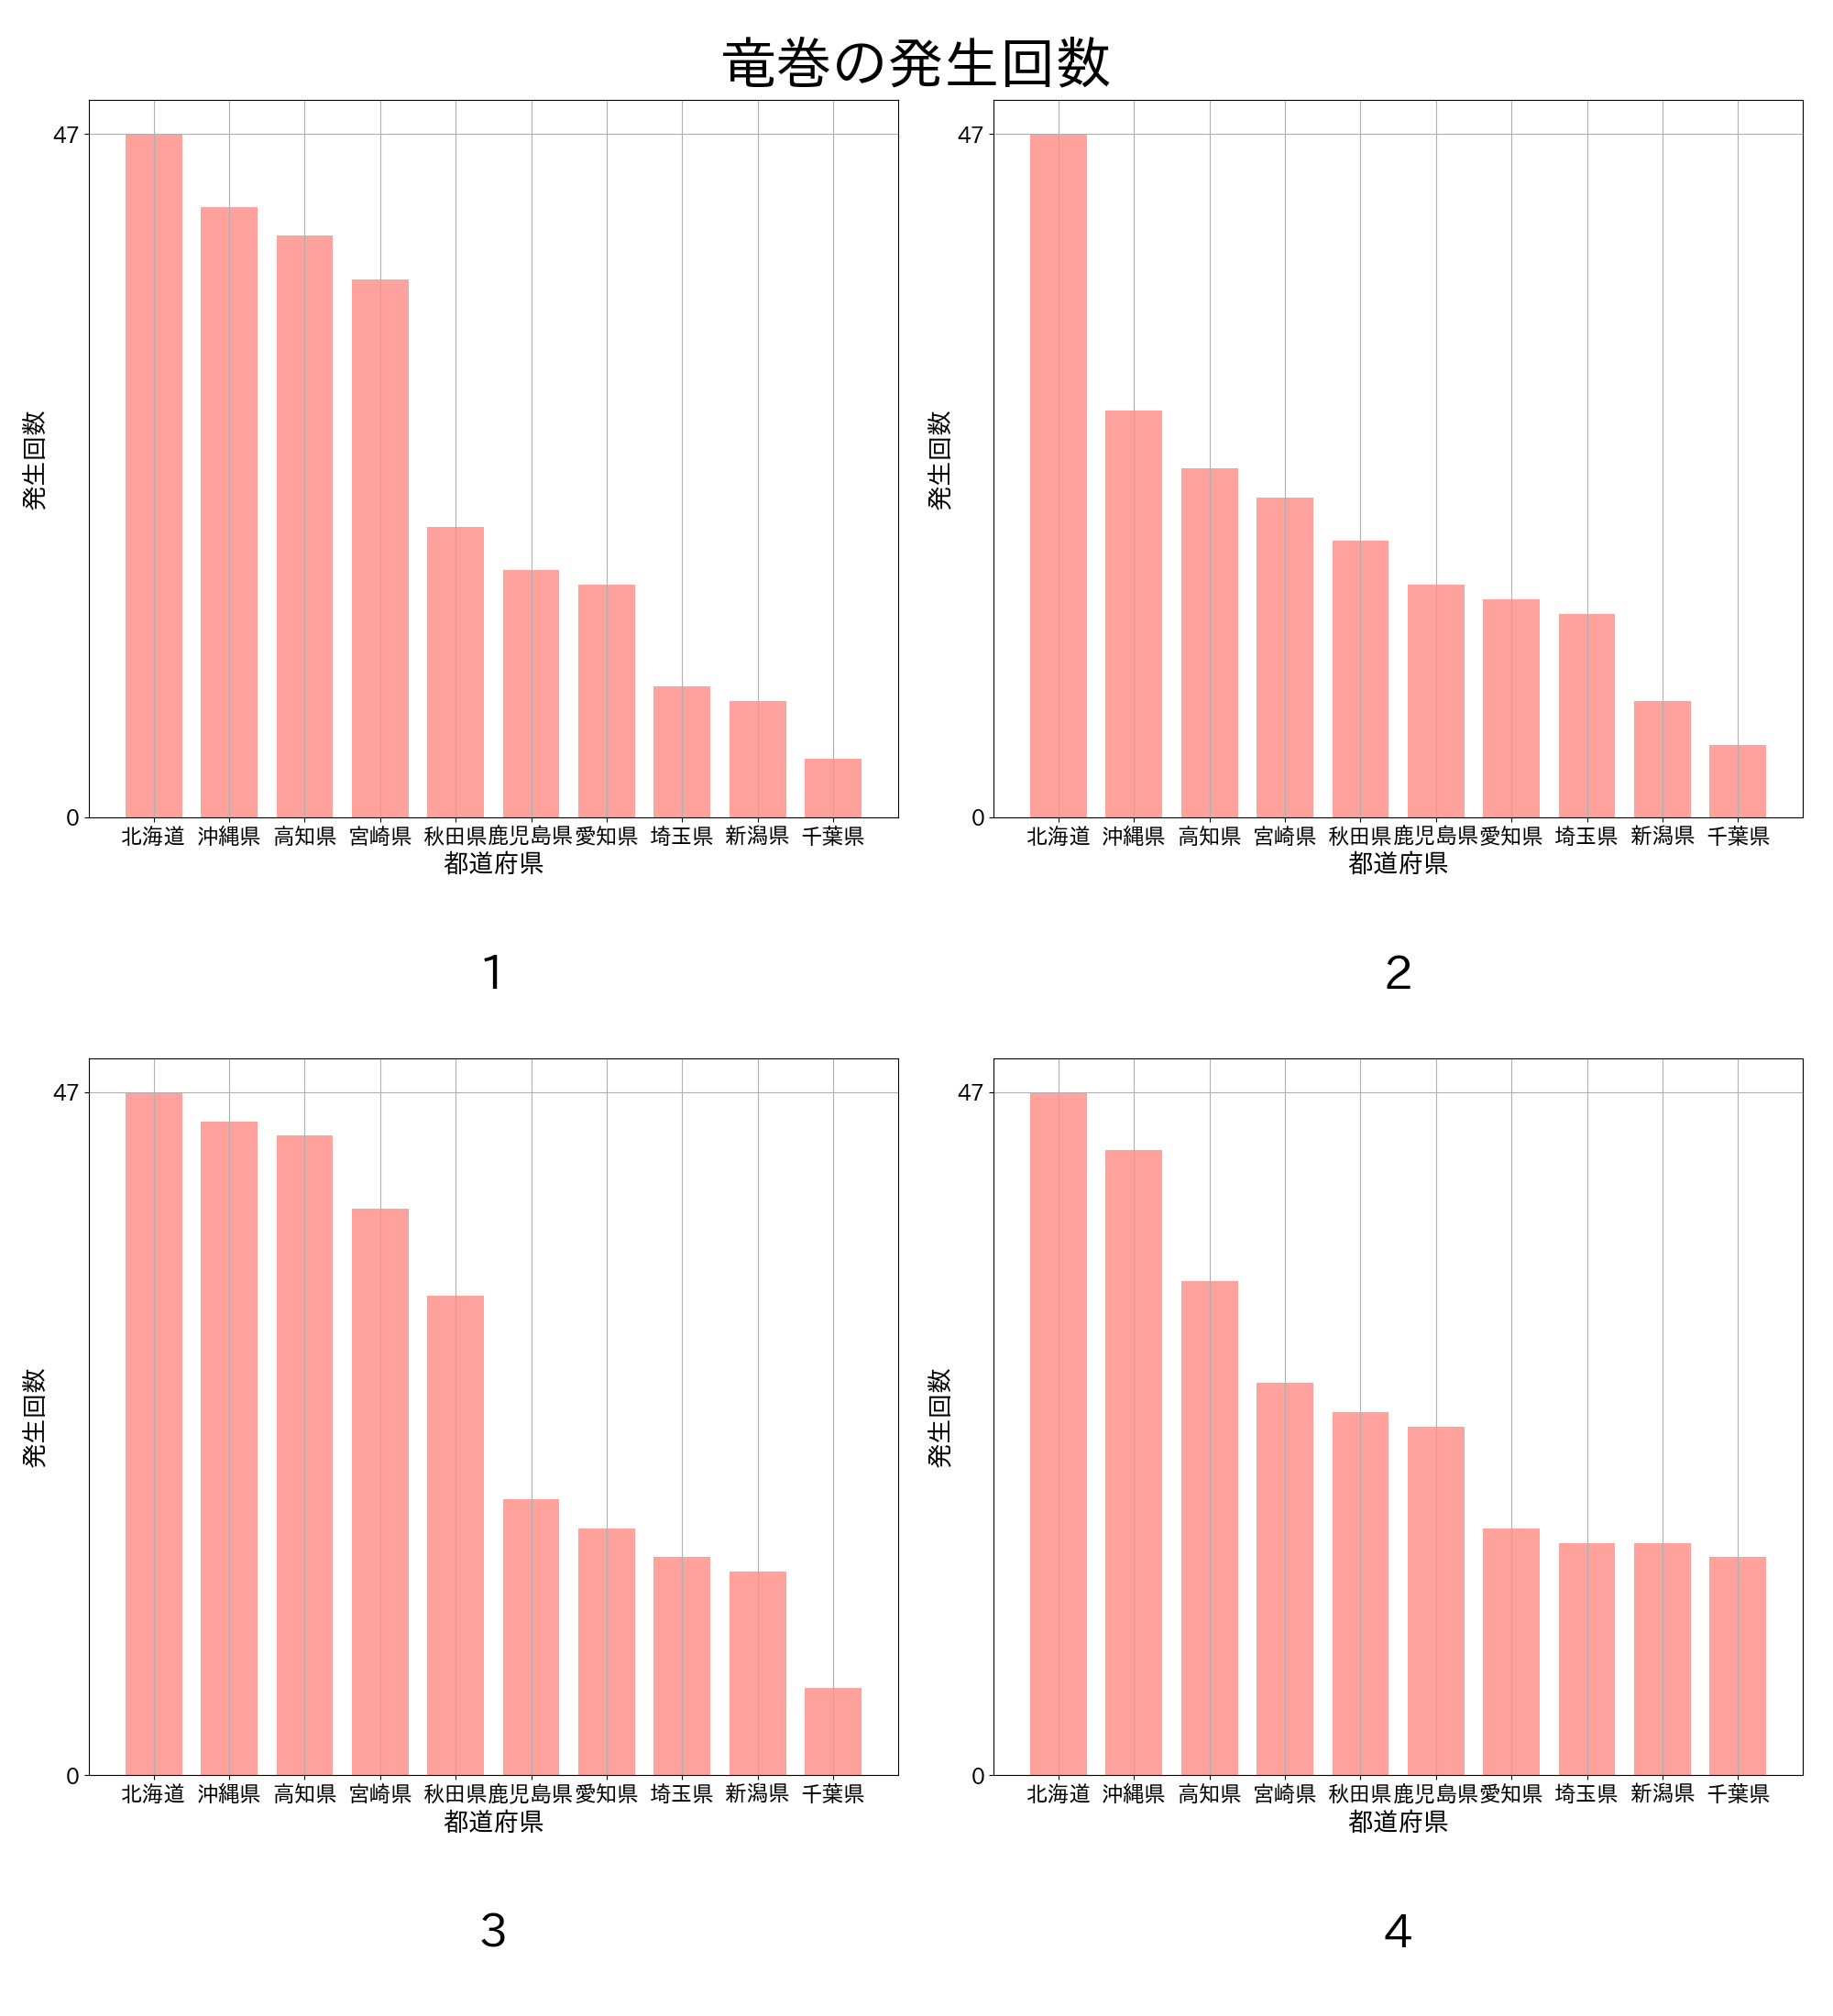 竜巻の発生回数
47
0
発生回数
北海道 沖縄県 高知県 宮崎県 秋田県 鹿児島県 愛知県 埼玉県 新潟県 千葉県
都道府県
1
47
0
発生回数
北海道 沖縄県 高知県 宮崎県 秋田県 鹿児島県 愛知県 埼玉県 新潟県 千葉県
都道府県
2
47
0
発生回数
北海道 沖縄県 高知県 宮崎県 秋田県 鹿児島県 愛知県 埼玉県 新潟県 千葉県
都道府県
3
47
0
発生回数
北海道 沖縄県 高知県 宮崎県 秋田県 鹿児島県 愛知県 埼玉県 新潟県 千葉県
都道府県
4